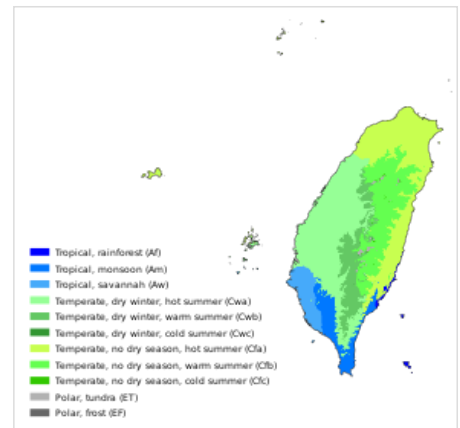 Tropical, rainforest (Af)
Tropical, monsoon (Am)
Tropical, savannah (Aw)
Temperate, dry winter, hot summer (Cwa)
Temperate, dry winter, warm summer (Cwb)
Temperate, dry winter, cold summer (Cwc)
Temperate, no dry season, hot summer (Cfa)
Temperate, no dry season, warm summer (Cfb)
Temperate, no dry season, cold summer (Cfc)
Polar, tundra (ET)
Polar, frost (EF)